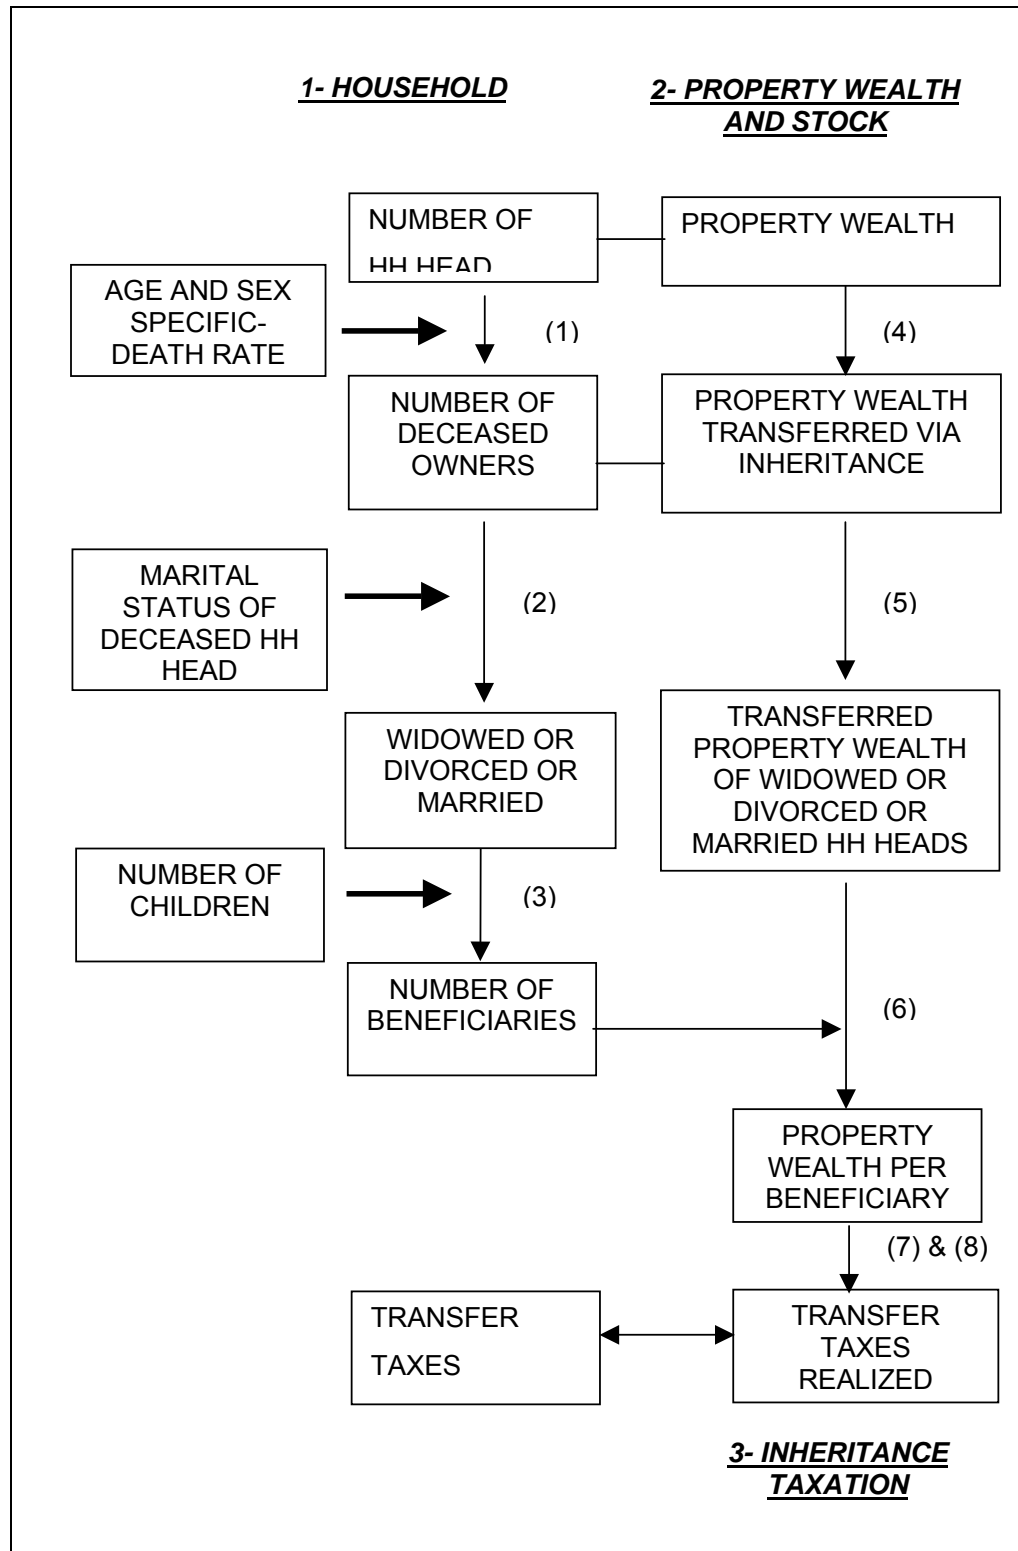 1- HOUSEHOLD
2- PROPERTY WEALTH
AND STOCK
NUMBER OF
HH HEAD
PROPERTY WEALTH
AGE AND SEX
SPECIFIC-
DEATH RATE
(1)
(4)
NUMBER OF
DECEASED
OWNERS
PROPERTY WEALTH
TRANSFERRED VIA
INHERITANCE
MARITAL
STATUS OF
DECEASED HH
HEAD
(2)
(5)
WIDOWED OR
DIVORCED OR
MARRIED
TRANSFERRED
PROPERTY WEALTH
OF WIDOWED OR
DIVORCED OR
MARRIED HH HEADS
NUMBER OF
CHILDREN
(3)
NUMBER OF
BENEFICIARIES
(6)
PROPERTY
WEALTH PER
BENEFICIARY
(7) & (8)
TRANSFER
TAXES
TRANSFER
TAXES
REALIZED
3- INHERITANCE
TAXATION